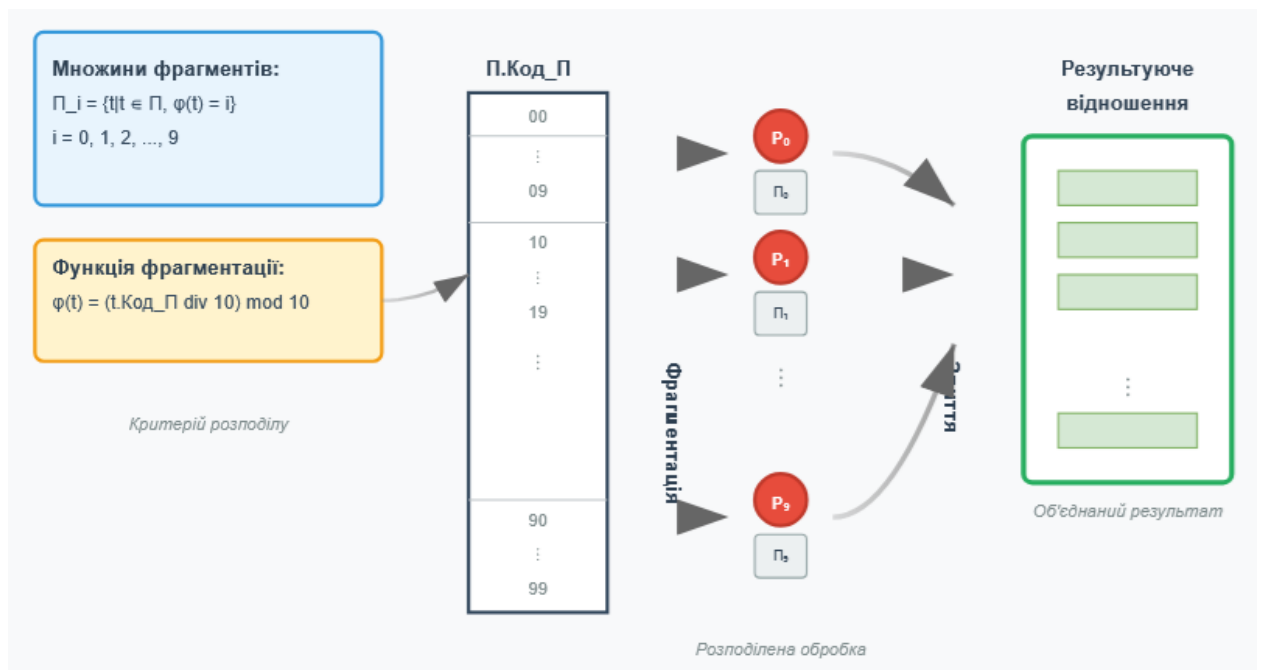 Множини фрагментів:
П_i = {t|t ∈ П, φ(t) = i}
i = 0, 1, 2, ..., 9
Функція фрагментації:
φ(t) = (t.Код_П div 10) mod 10
Критерій розподілу
П.Код_П
00
⋮
09
10
⋮
19
⋮
90
⋮
99
Фрагментація
P₀
П₀
P₁
П₁
⋮
P₉
П₉
Розподілена обробка
Результуюче
відношення
⋮
Об'єднаний результат